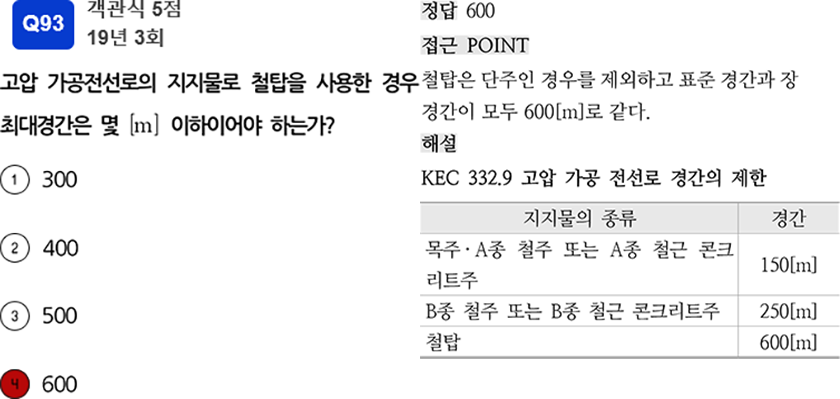 Q93
객관식 5점
19년 3회
고압 가공전선로의 지지물로 철탑을 사용한 경우
최대경간은 몇 [m] 이하이어야 하는가?
1 300
2 400
3 500
4 600
정답 600
접근 POINT
철탑은 단주인 경우를 제외하고 표준 경간과 장
경간이 모두 600[m]로 같다.
해설
KEC 332.9 고압 가공 전선로 경간의 제한
지지물의 종류 경간
목주·A종 철주 또는 A종 철근 콘크
리트주 150[m]
B종 철주 또는 B종 철근 콘크리트주 250[m]
철탑 600[m]